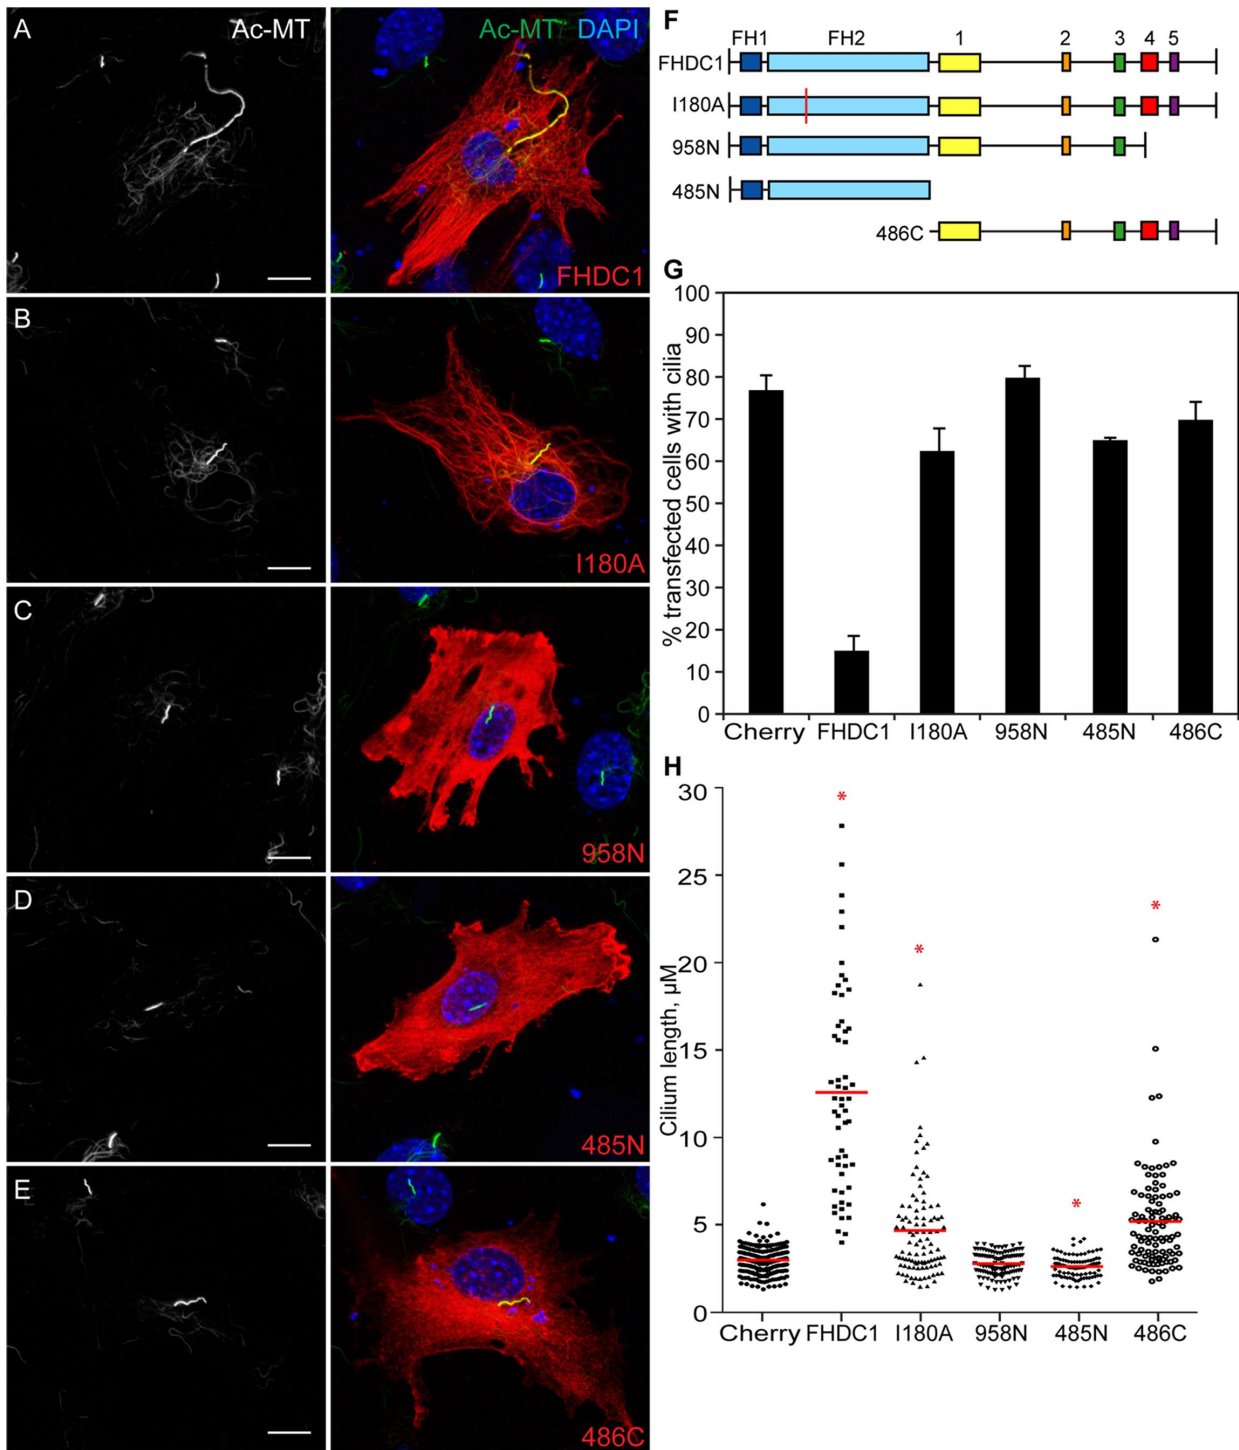 A
Ac-MT
Ac-MT DAPI
FHDC1
B
I180A
C
958N
D
485N
E
486C
F
FH1 FH2 1 2 3 4 5
FHDC1
I180A
958N
485N
486C
G
% transfected cells with cilia
100
90
80
70
60
50
40
30
20
10
0
Cherry FHDC1 I180A 958N 485N 486C
H
Cilium length, µM
30
25
20
15
10
5
0
* * * *
Cherry FHDC1 I180A 958N 485N 486C